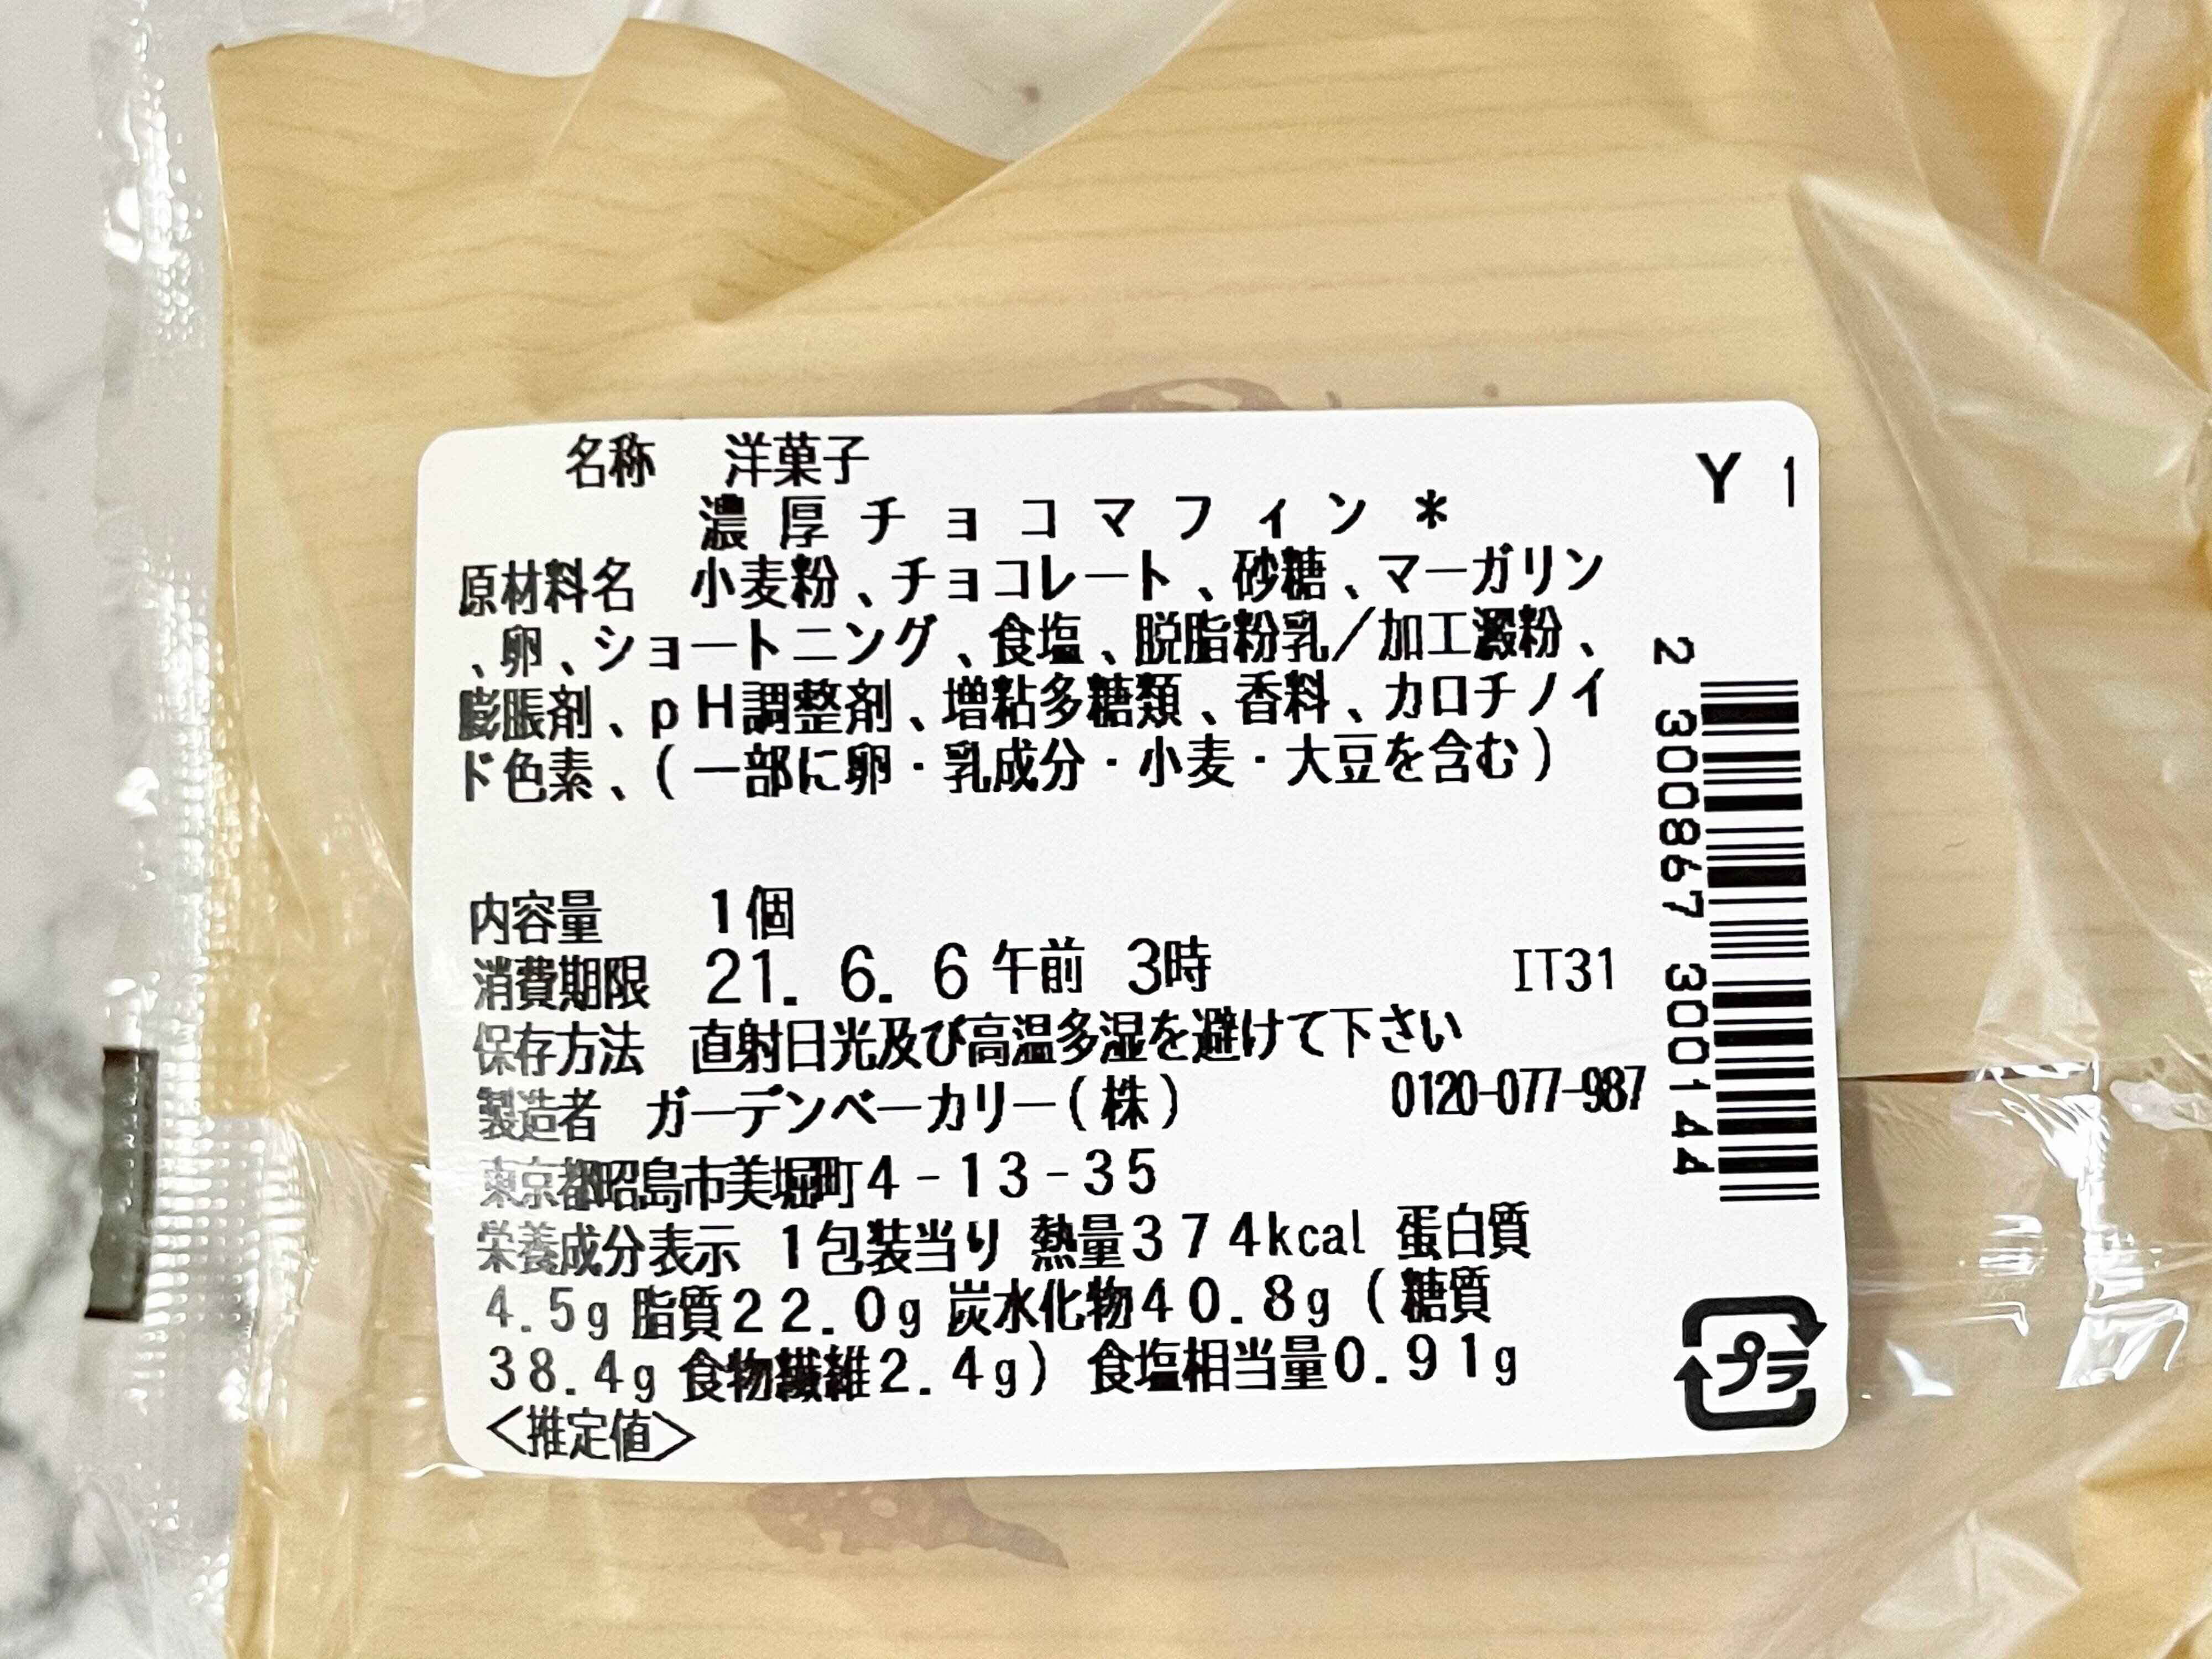 名称 洋菓子
Y 1
濃厚チョコマフィン*
原材料名 小麦粉、チョコレート、砂糖、マーガリン
、卵、ショートニング、食塩、脱脂粉乳/加工澱粉、
膨脹剤、pH調整剤、増粘多糖類、香料、カロチノイ
ド色素、(一部に卵・乳成分・小麦・大豆を含む)
内容量 1個
消費期限 21. 6. 6 午前 3時 IT31
保存方法 直射日光及び高温多湿を避けて下さい
製造者 ガーデンベーカリー(株) 0120-077-987
東京都昭島市美堀町4-13-35
栄養成分表示 1包装当り 熱量374kcal 蛋白質
4.5g 脂質22.0g 炭水化物40.8g (糖質
38.4g 食物繊維2.4g) 食塩相当量0.91g
<推定値>
2 300867 300144
プラ